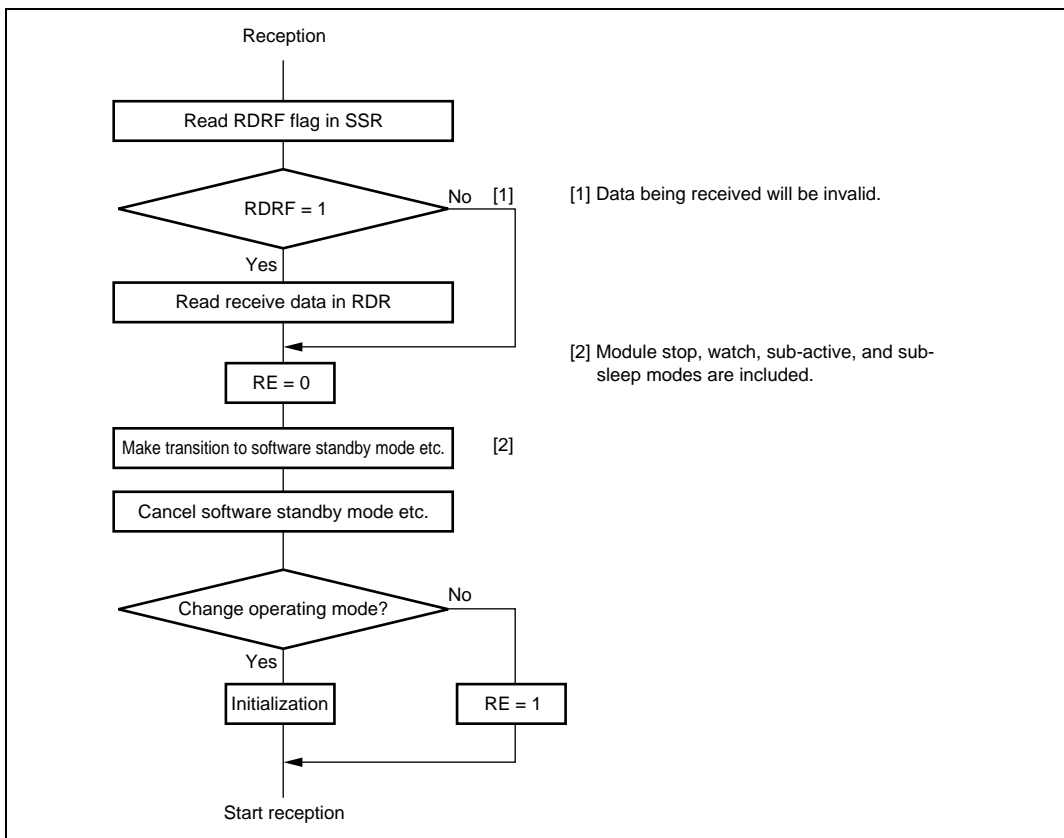 Reception
Read RDRF flag in SSR
RDRF = 1
No [1]
[1] Data being received will be invalid.
Yes
Read receive data in RDR
[2] Module stop, watch, sub-active, and sub-
sleep modes are included.
RE = 0
Make transition to software standby mode etc.
[2]
Cancel software standby mode etc.
Change operating mode?
No
Yes
Initialization
RE = 1
Start reception